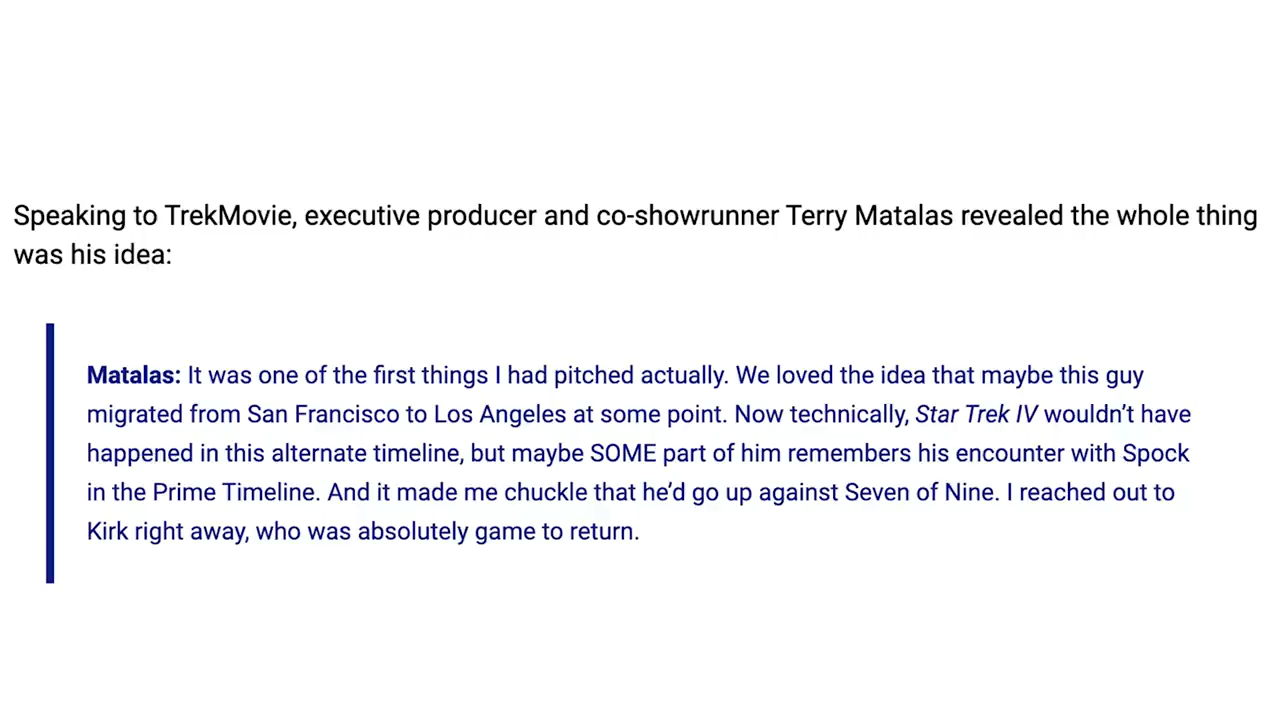 Speaking to TrekMovie, executive producer and co-showrunner Terry Matalas revealed the whole thing
was his idea:
Matalas: It was one of the first things I had pitched actually. We loved the idea that maybe this guy
migrated from San Francisco to Los Angeles at some point. Now technically, Star Trek IV wouldn’t have
happened in this alternate timeline, but maybe SOME part of him remembers his encounter with Spock
in the Prime Timeline. And it made me chuckle that he’d go up against Seven of Nine. I reached out to
Kirk right away, who was absolutely game to return.